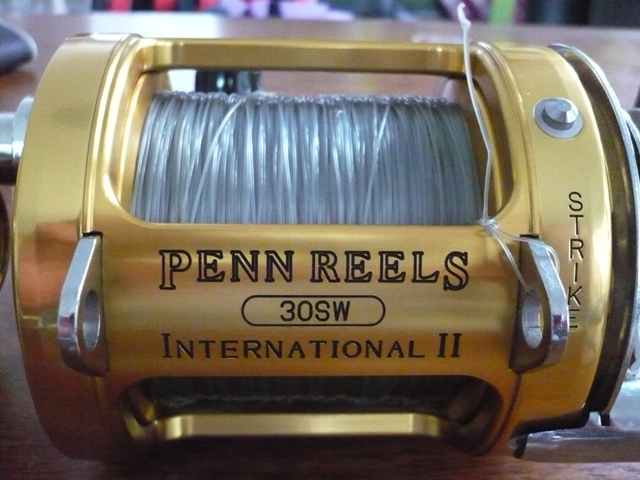 PENN REELS
30SW
INTERNATIONAL II
STRIKE